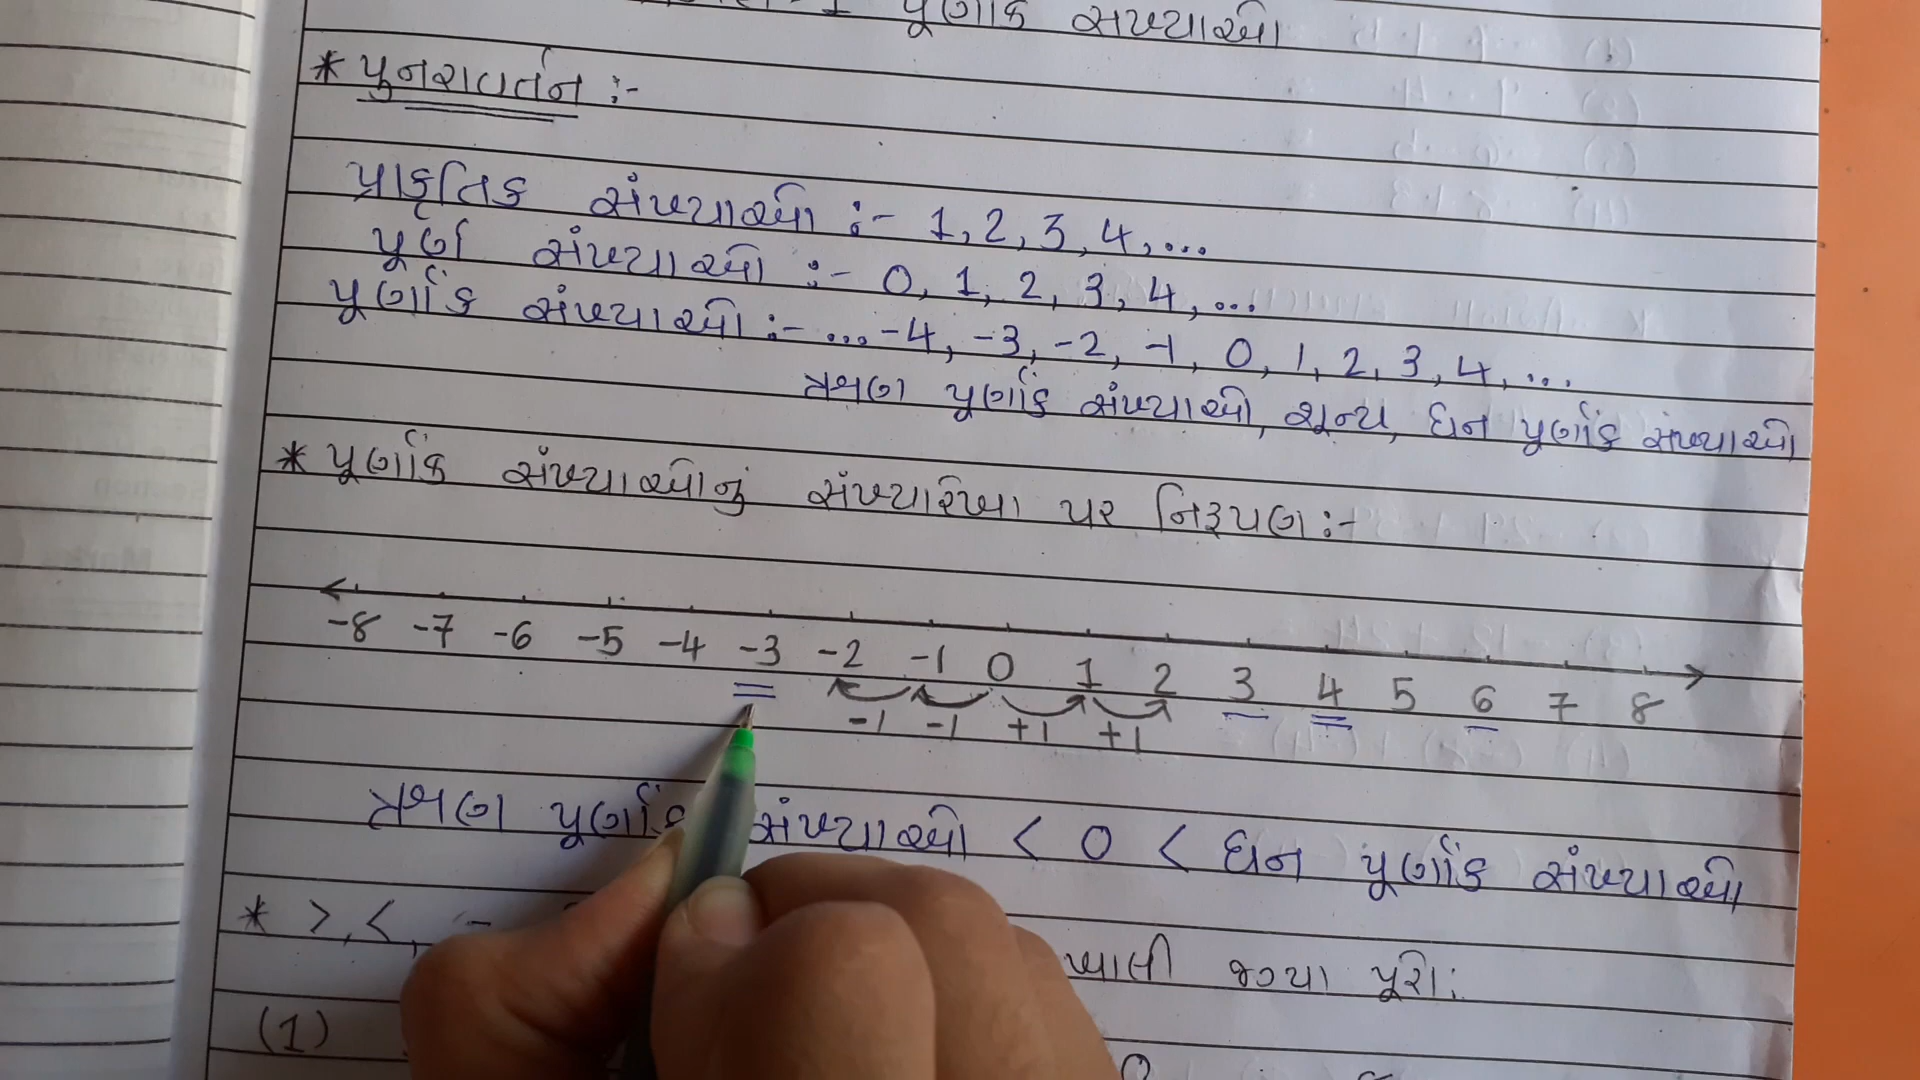 પૂર્ણાંક સંખ્યાઓ
* પુનરાવર્તન :-
પ્રાકૃતિક સંખ્યાઓ :- 1, 2, 3, 4, ...
પૂર્ણ સંખ્યાઓ :- 0, 1, 2, 3, 4, ...
પૂર્ણાંક સંખ્યાઓ :- ... -4, -3, -2, -1, 0, 1, 2, 3, 4, ...
ઋણ પૂર્ણાંક સંખ્યાઓ, શૂન્ય, ધન પૂર્ણાંક સંખ્યાઓ
* પૂર્ણાંક સંખ્યાઓનું સંખ્યારેખા પર નિરૂપણ :-
-8 -7 -6 -5 -4 -3 -2 -1 0 1 2 3 4 5 6 7 8
-1 -1 +1 +1
ઋણ પૂર્ણાંક સંખ્યાઓ < 0 < ધન પૂર્ણાંક સંખ્યાઓ
* >, <, ખાલી જગ્યા પૂરો:
(1)